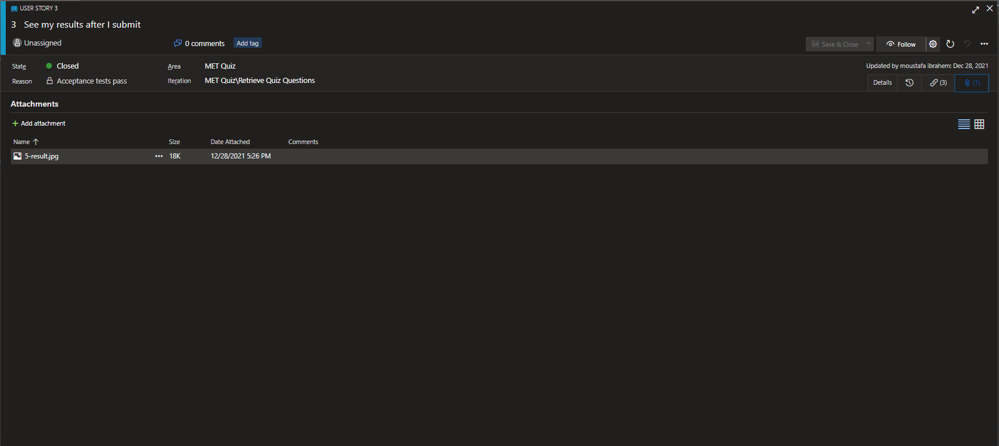 USER STORY 3
3 See my results after I submit
Unassigned 0 comments Add tag Save & Close Follow
State Closed Area MET Quiz Updated by moustafa ibrahem: Dec 28, 2021
Reason Acceptance tests pass Iteration MET Quiz\Retrieve Quiz Questions Details (3) (1)
Attachments
Add attachment
Name Size Date Attached Comments
5-result.jpg 18K 12/28/2021 5:26 PM